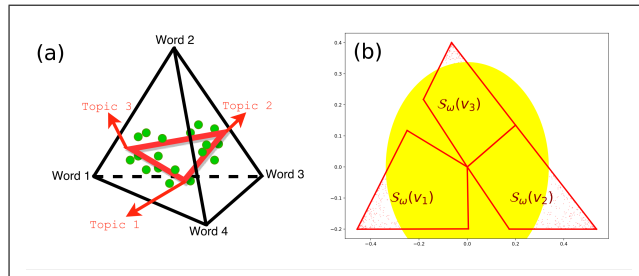 (a)
Word 2
Topic 3
Topic 2
Word 1
Word 3
Topic 1
Word 4
(b)
0.4
0.3
0.2
0.1
0.0
−0.1
−0.2
−0.4
−0.2
0.0
0.2
0.4
𝒮ω(v3)
𝒮ω(v1)
𝒮ω(v2)